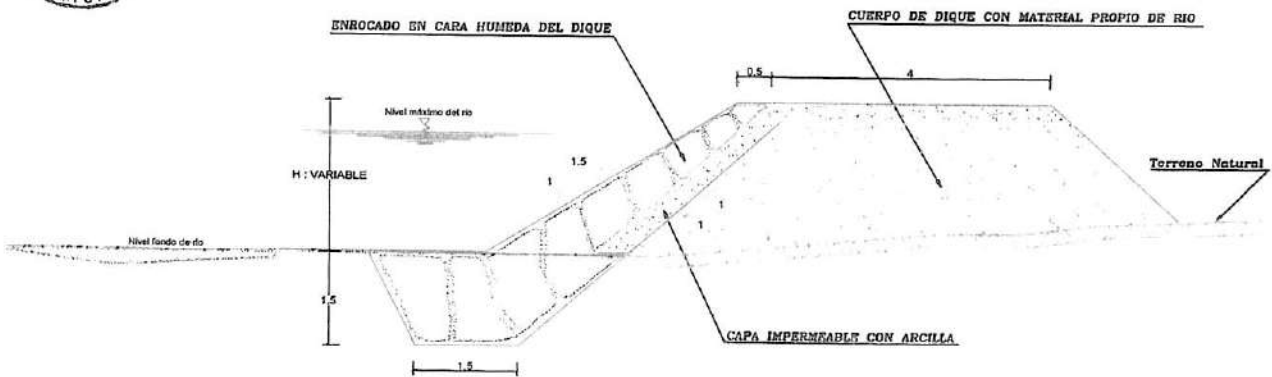 ENROCADO EN CARA HUMEDA DEL DIQUE
CUERPO DE DIQUE CON MATERIAL PROPIO DE RIO
0.5
4
Nivel máximo del río
1.5
1
H : VARIABLE
Terreno Natural
1
1
Nivel fondo de río
1.5
CAPA IMPERMEABLE CON ARCILLA
1.5